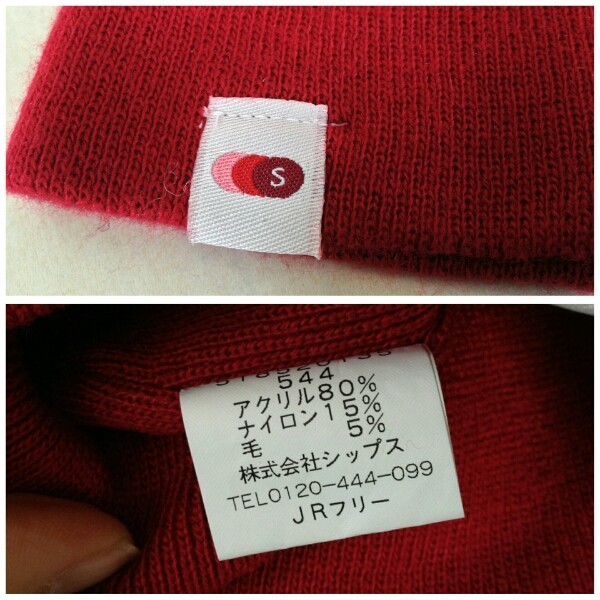 S
544
アクリル80%
ナイロン15%
毛 5%
株式会社シップス
TEL0120-444-099
JRフリー